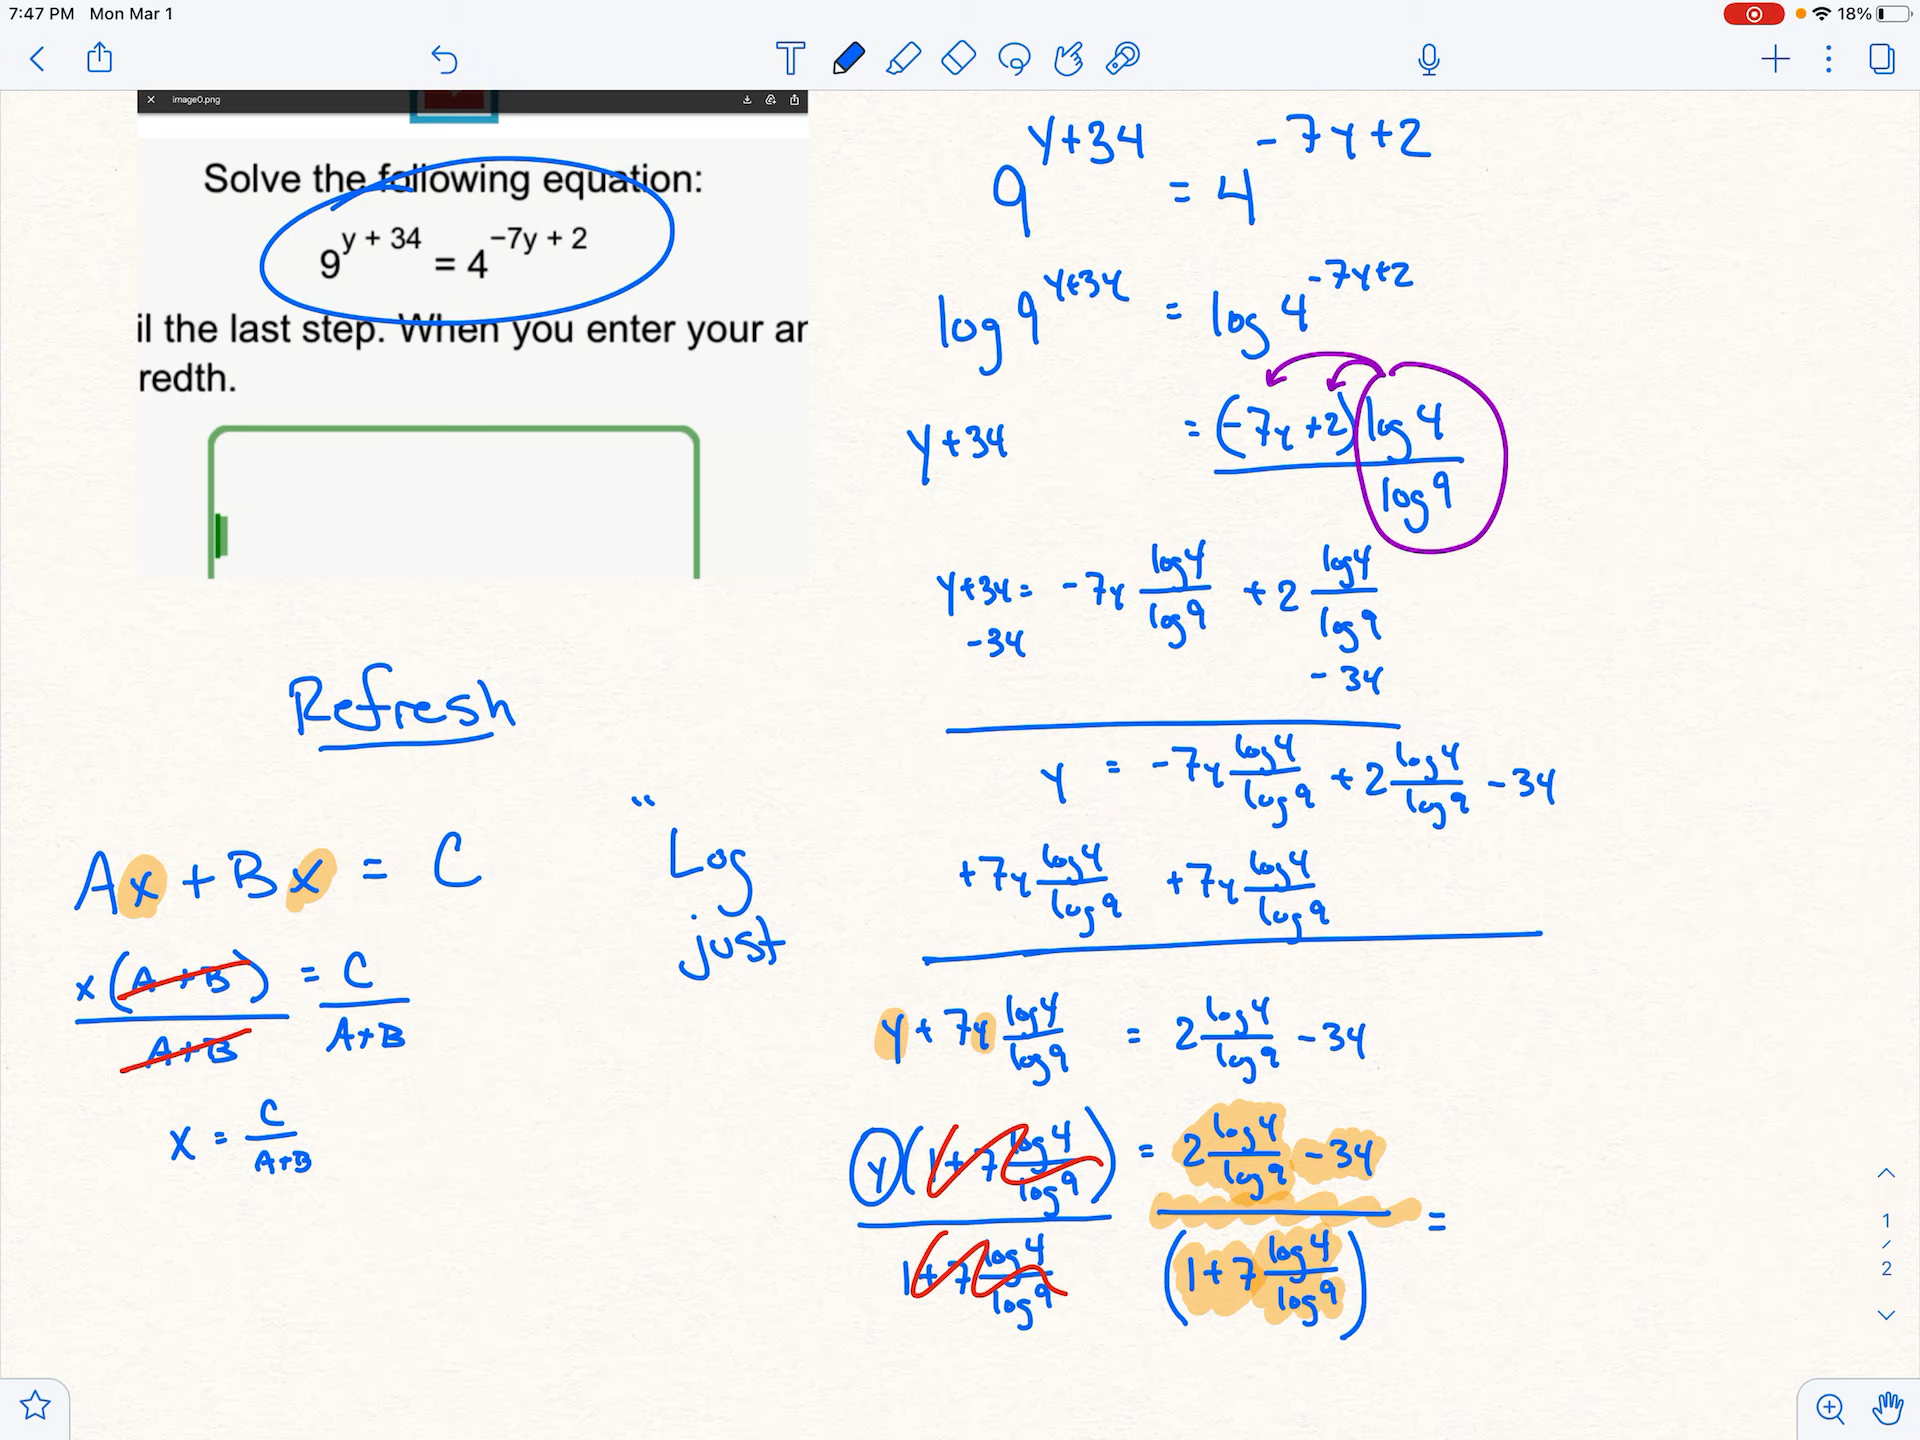 7:47 PM Mon Mar 1
18%
image0.png
Solve the following equation:
9^{y + 34} = 4^{−7y + 2}
il the last step. When you enter your ar
redth.
Refresh
Ax + Bx = C
x(A+B) = C
A+B A+B
x = C/(A+B)
"
Log
just
9^{y+34} = 4^{-7y+2}
log 9^{y+34} = log 4^{-7y+2}
y+34 = (-7y+2) log 4
log 9
y+34 = -7y log4/log9 + 2 log4/log9
-34 -34
y = -7y log4/log9 + 2 log4/log9 - 34
+7y log4/log9 +7y log4/log9
y + 7y log4/log9 = 2 log4/log9 - 34
y(1+7 log4/log9) = 2 log4/log9 - 34 =
1+7 log4/log9 (1+7 log4/log9)
1
/
2